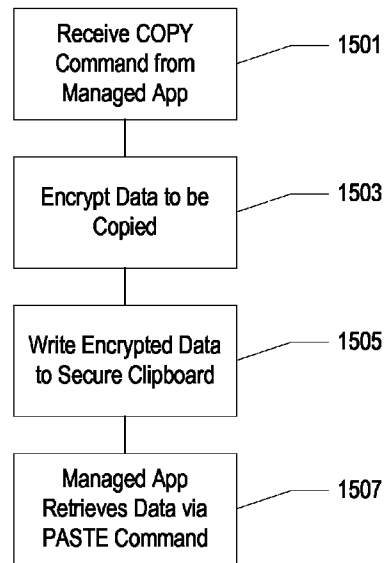 Receive COPY
Command from
Managed App
1501
Encrypt Data to be
Copied
1503
Write Encrypted Data
to Secure Clipboard
1505
Managed App
Retrieves Data via
PASTE Command
1507